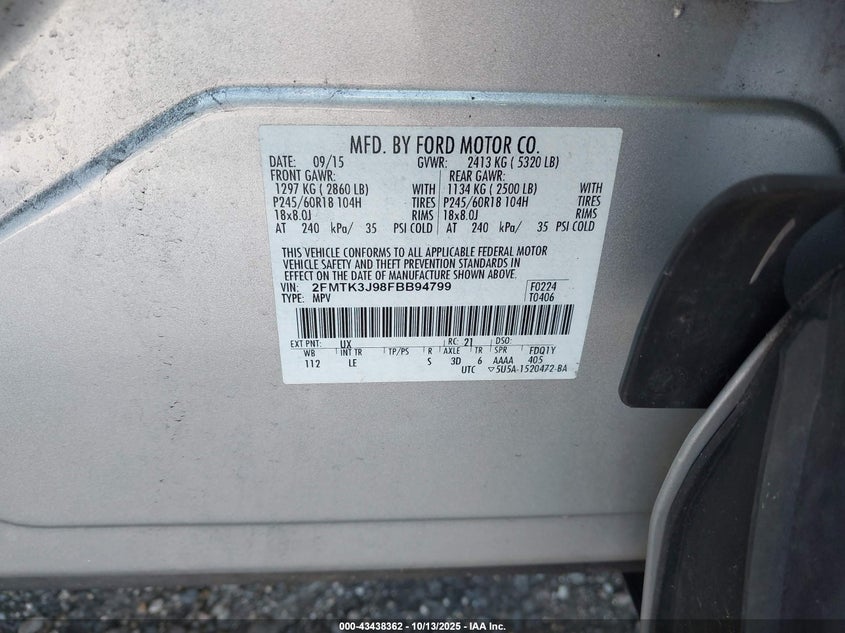 MFD. BY FORD MOTOR CO.
DATE: 09/15 GVWR: 2413 KG ( 5320 LB)
FRONT GAWR: REAR GAWR:
1297 KG ( 2860 LB) WITH 1134 KG ( 2500 LB) WITH
P245/60R18 104H TIRES P245/60R18 104H TIRES
18x8.0J RIMS 18x8.0J RIMS
AT 240 kPa/ 35 PSI COLD AT 240 kPa/ 35 PSI COLD
THIS VEHICLE CONFORMS TO ALL APPLICABLE FEDERAL MOTOR
VEHICLE SAFETY AND THEFT PREVENTION STANDARDS IN
EFFECT ON THE DATE OF MANUFACTURE SHOWN ABOVE.
VIN: 2FMTK3J98FBB94799 F0224
TYPE: MPV T0406
EXT PNT: UX RC: 21 DSO:
WB INT TR TP/PS R AXLE TR SPR FDQ1Y
112 LE S 3D 6 AAAA 405
UTC ▽5U5A-1520472-BA
000-43438362 - 10/13/2025 - IAA Inc.